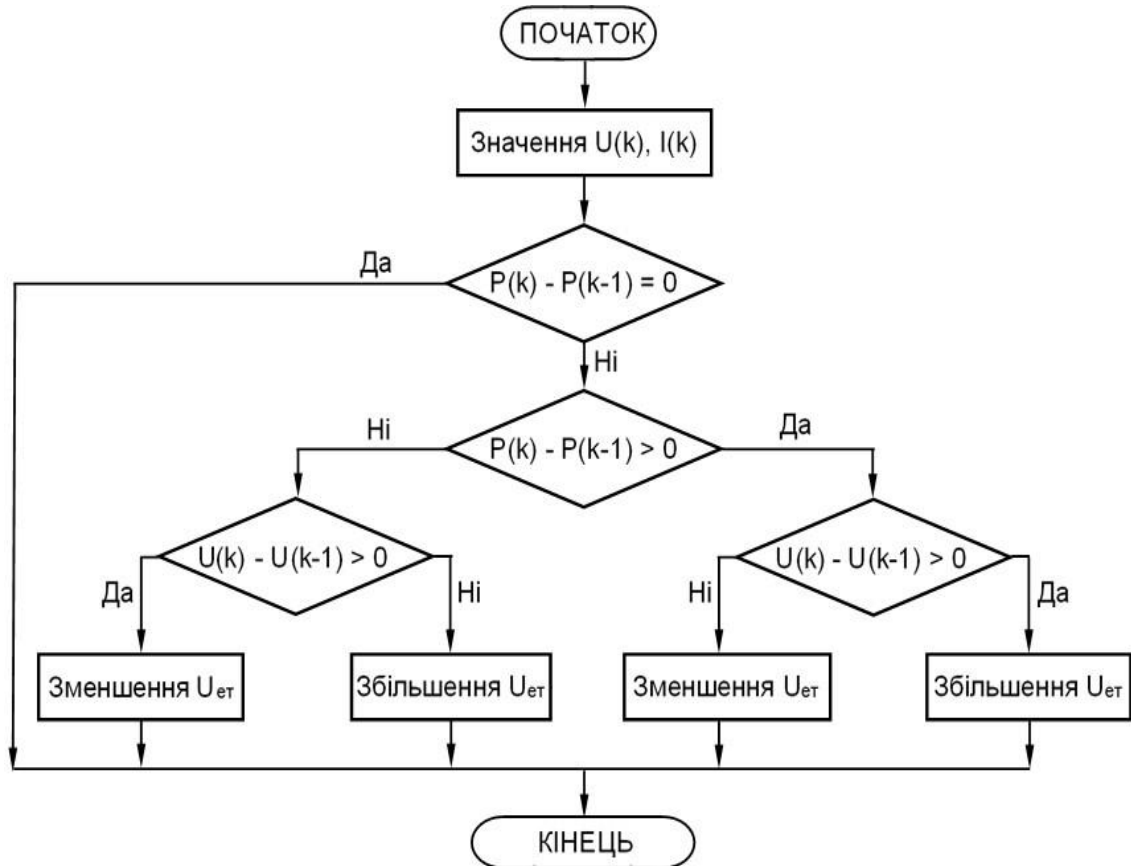 ПОЧАТОК
Значення U(k), I(k)
Да
P(k) - P(k-1) = 0
Ні
Ні
P(k) - P(k-1) > 0
Да
U(k) - U(k-1) > 0
U(k) - U(k-1) > 0
Да
Ні
Ні
Да
Зменшення Uет
Збільшення Uет
Зменшення Uет
Збільшення Uет
КІНЕЦЬ